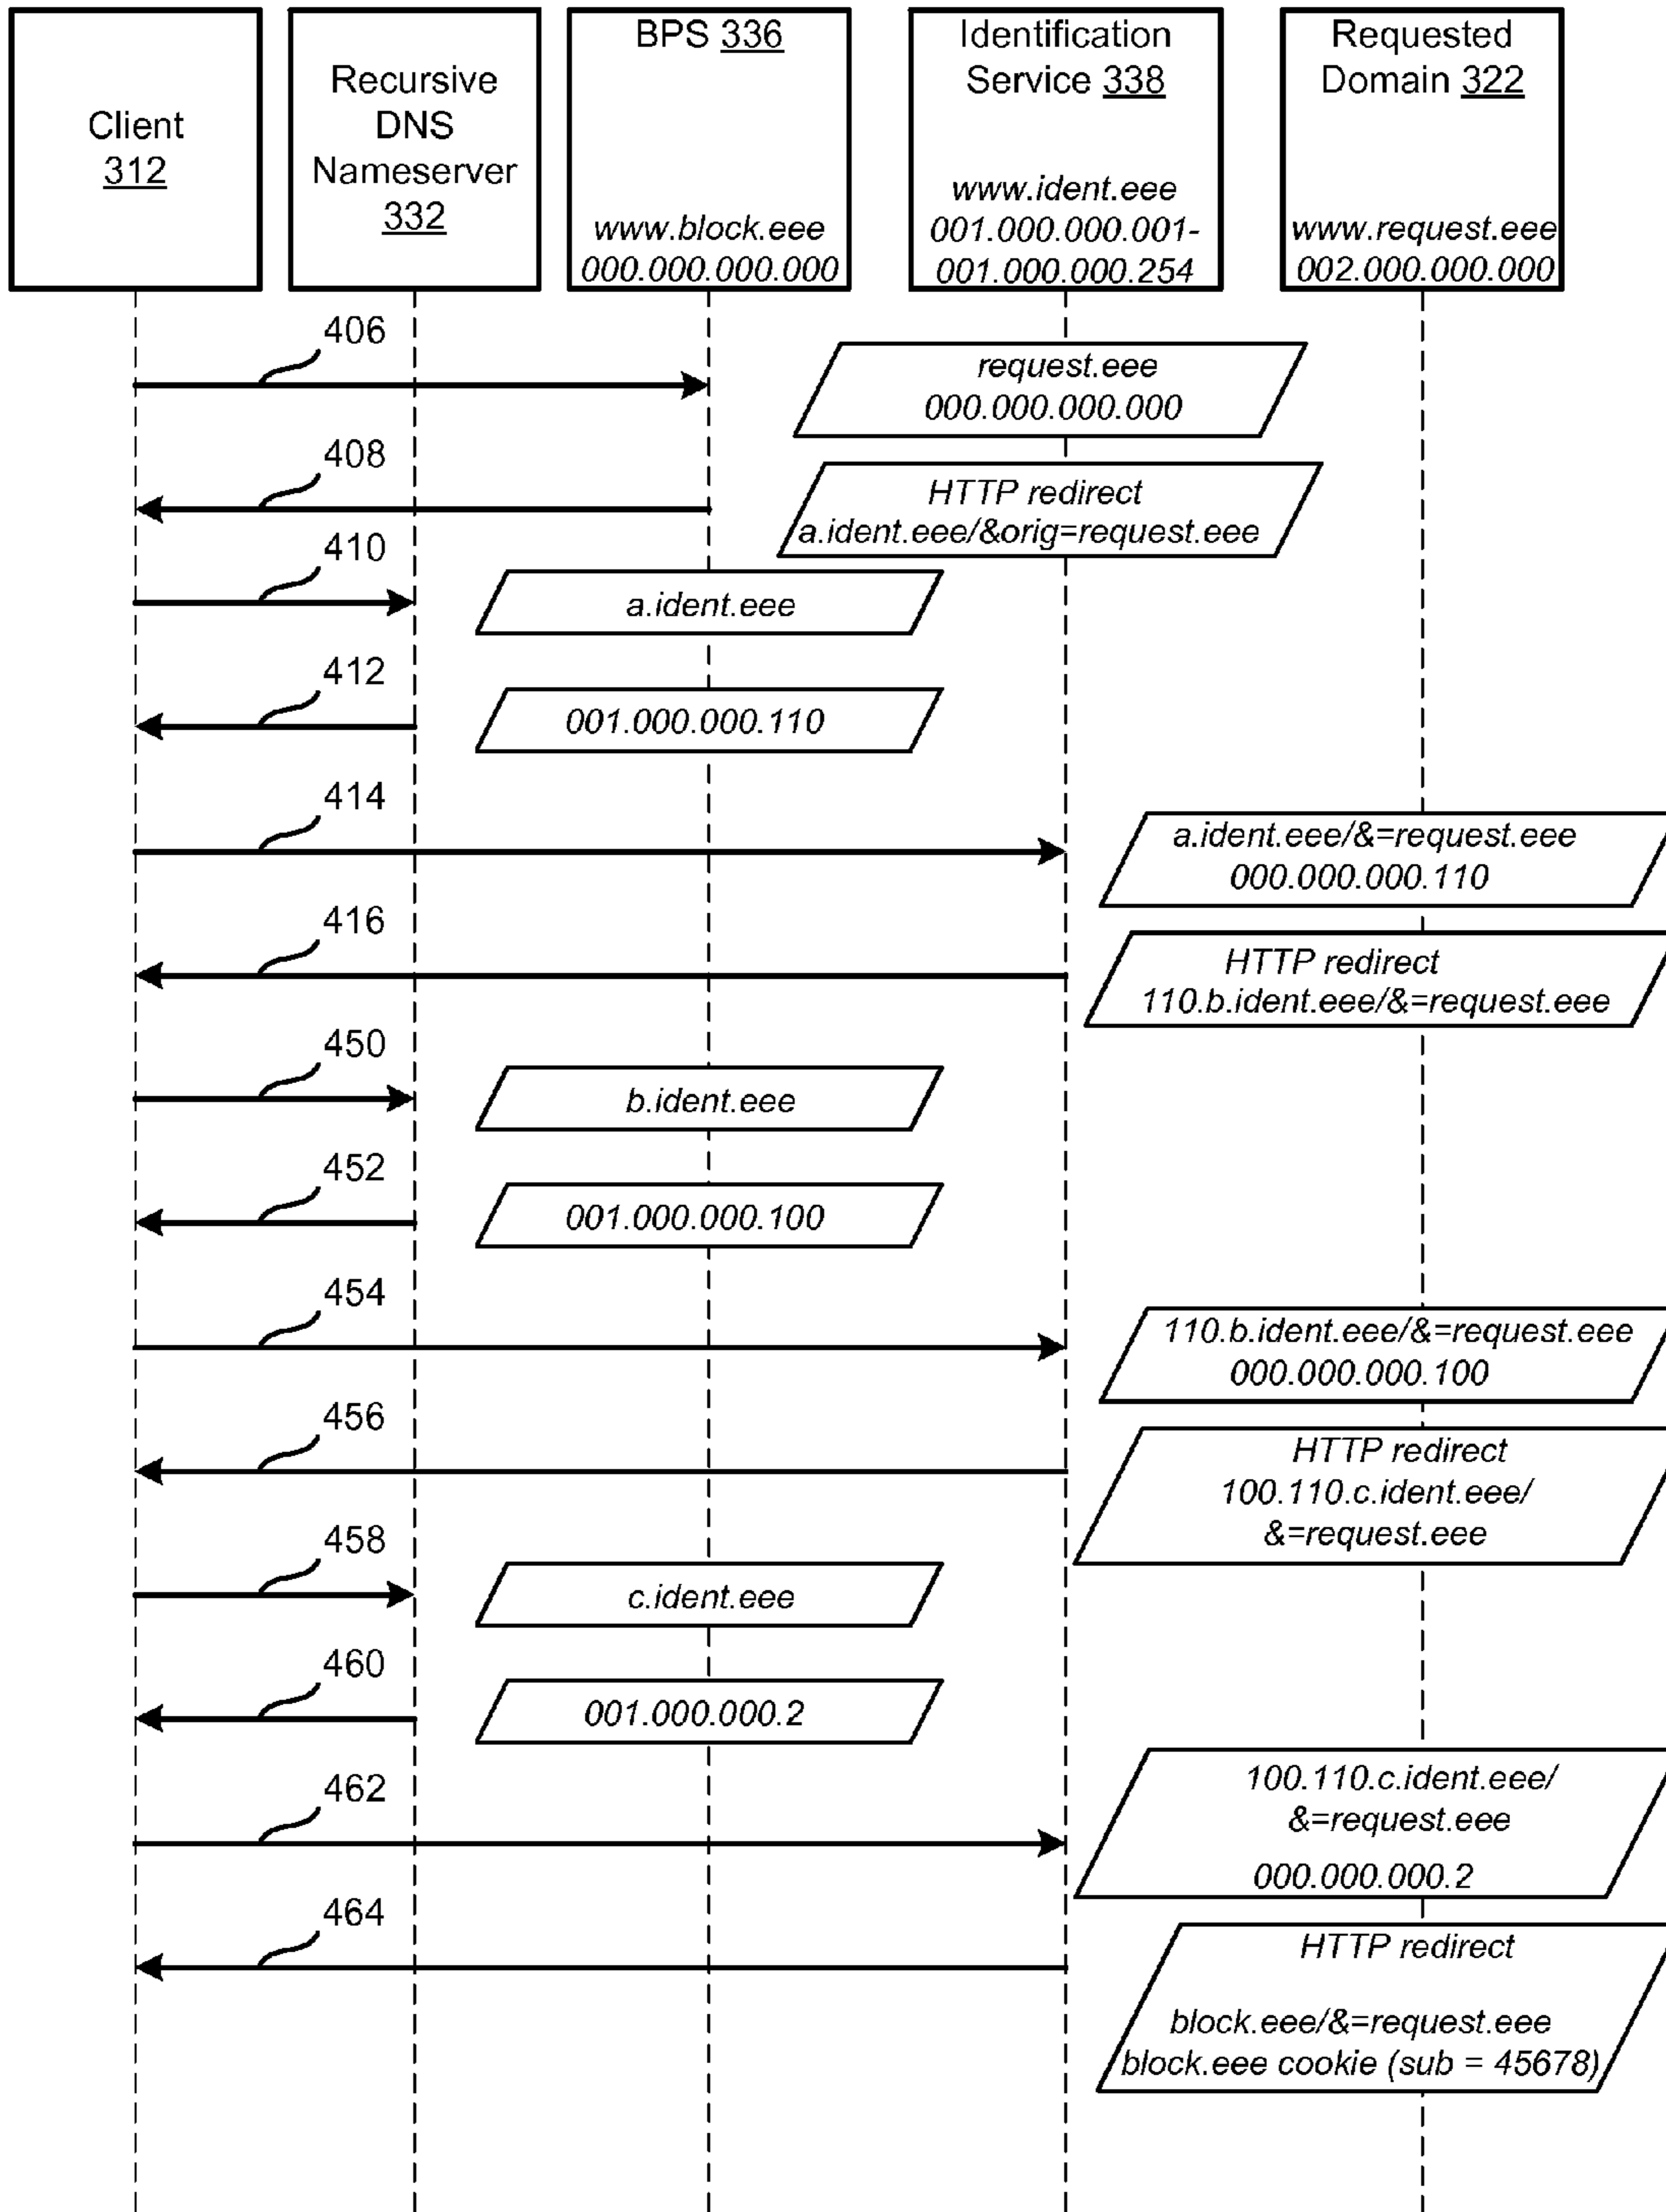 Client
312
Recursive
DNS
Nameserver
332
BPS 336
www.block.eee
000.000.000.000
Identification
Service 338
www.ident.eee
001.000.000.001-
001.000.000.254
Requested
Domain 322
www.request.eee
002.000.000.000
406
request.eee
000.000.000.000
408
HTTP redirect
a.ident.eee/&orig=request.eee
410
a.ident.eee
412
001.000.000.110
414
a.ident.eee/&=request.eee
000.000.000.110
416
HTTP redirect
110.b.ident.eee/&=request.eee
450
b.ident.eee
452
001.000.000.100
454
110.b.ident.eee/&=request.eee
000.000.000.100
456
HTTP redirect
100.110.c.ident.eee/
&=request.eee
458
c.ident.eee
460
001.000.000.2
462
100.110.c.ident.eee/
&=request.eee
000.000.000.2
464
HTTP redirect
block.eee/&=request.eee
block.eee cookie (sub = 45678)